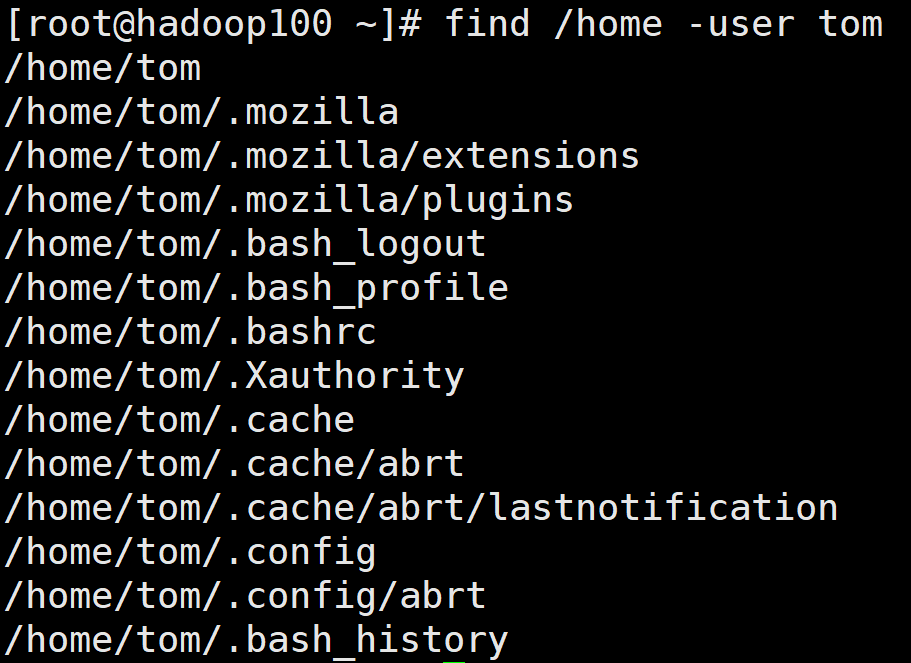 [root@hadoop100 ~]# find /home -user tom
/home/tom
/home/tom/.mozilla
/home/tom/.mozilla/extensions
/home/tom/.mozilla/plugins
/home/tom/.bash_logout
/home/tom/.bash_profile
/home/tom/.bashrc
/home/tom/.Xauthority
/home/tom/.cache
/home/tom/.cache/abrt
/home/tom/.cache/abrt/lastnotification
/home/tom/.config
/home/tom/.config/abrt
/home/tom/.bash_history